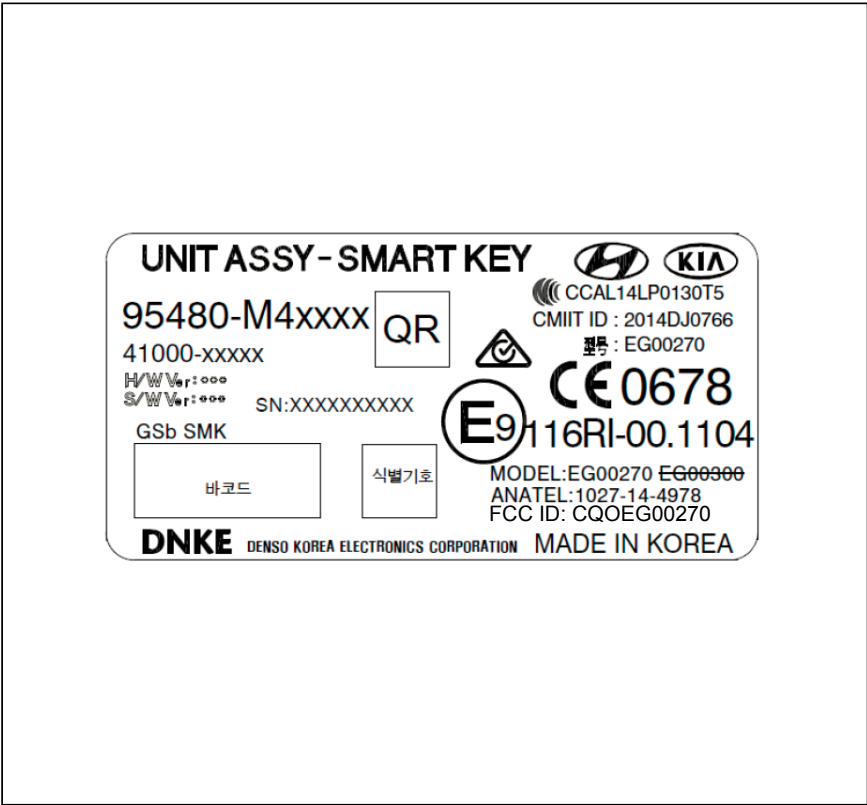 UNIT ASSY-SMART KEY
KIA
95480-M4xxxx
QR
CCAL14LP0130T5
CMIIT ID : 2014DJ0766
41000-xxxxx
型号 : EG00270
H/W Ver:ooo
S/W Ver:ooo
SN:XXXXXXXXXX
CE 0678
E9
116RI-00.1104
GSb SMK
바코드
식별기호
MODEL:EG00270 EG00300
ANATEL:1027-14-4978
FCC ID: CQOEG00270
DNKE DENSO KOREA ELECTRONICS CORPORATION MADE IN KOREA